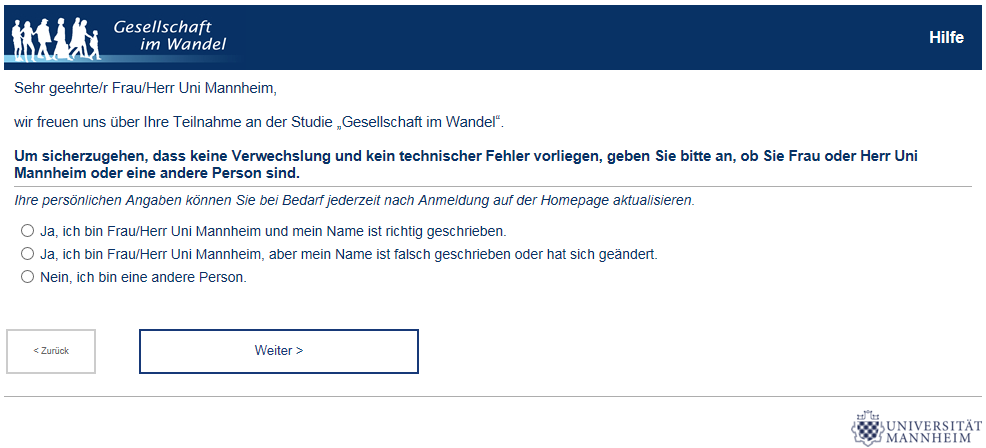 Gesellschaft
im Wandel
Hilfe
Sehr geehrte/r Frau/Herr Uni Mannheim,
wir freuen uns über Ihre Teilnahme an der Studie „Gesellschaft im Wandel“.
Um sicherzugehen, dass keine Verwechslung und kein technischer Fehler vorliegen, geben Sie bitte an, ob Sie Frau oder Herr Uni
Mannheim oder eine andere Person sind.
Ihre persönlichen Angaben können Sie bei Bedarf jederzeit nach Anmeldung auf der Homepage aktualisieren.
Ja, ich bin Frau/Herr Uni Mannheim und mein Name ist richtig geschrieben.
Ja, ich bin Frau/Herr Uni Mannheim, aber mein Name ist falsch geschrieben oder hat sich geändert.
Nein, ich bin eine andere Person.
< Zurück
Weiter >
UNIVERSITÄT
MANNHEIM